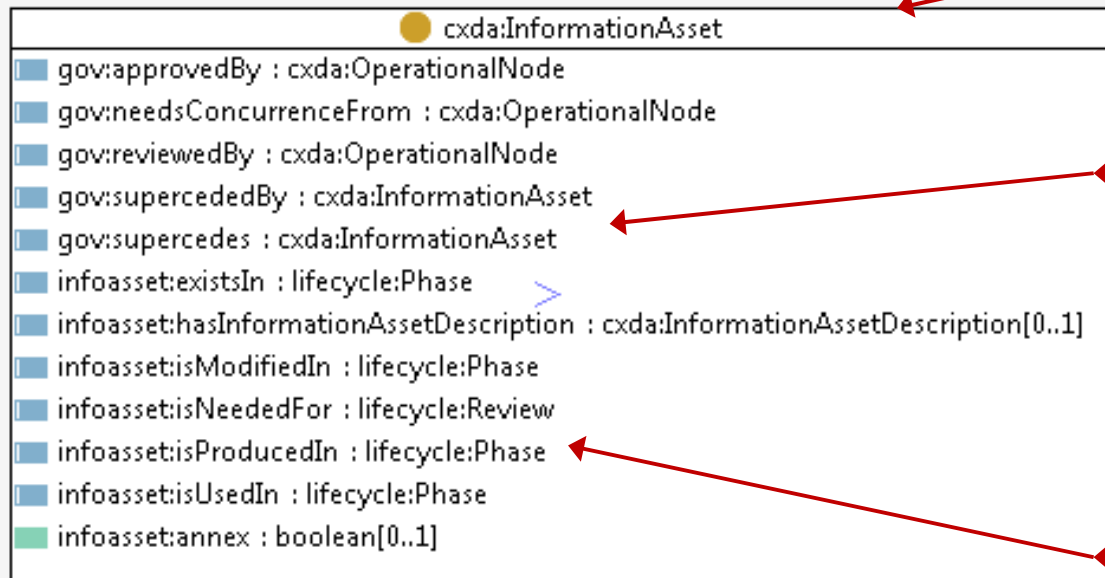 cxda:InformationAsset
gov:approvedBy : cxda:OperationalNode
gov:needsConcurrenceFrom : cxda:OperationalNode
gov:reviewedBy : cxda:OperationalNode
gov:supercededBy : cxda:InformationAsset
gov:supercedes : cxda:InformationAsset
infoasset:existsIn : lifecycle:Phase
infoasset:hasInformationAssetDescription : cxda:InformationAssetDescription[0..1]
infoasset:isModifiedIn : lifecycle:Phase
infoasset:isNeededFor : lifecycle:Review
infoasset:isProducedIn : lifecycle:Phase
infoasset:isUsedIn : lifecycle:Phase
infoasset:annex : boolean[0..1]